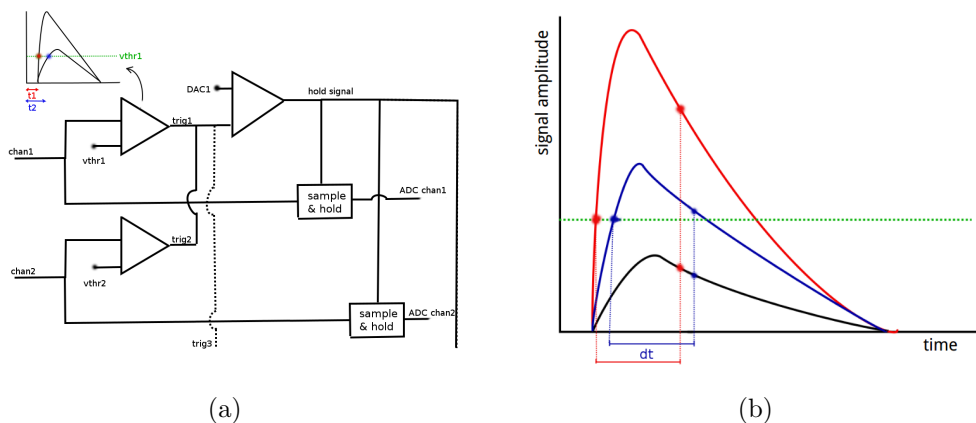 vthr1
t1
t2
DAC1
hold signal
trig1
chan1
vthr1
sample
& hold
ADC chan1
trig2
chan2
vthr2
sample
& hold
ADC chan2
trig3
(a)
signal amplitude
time
dt
(b)